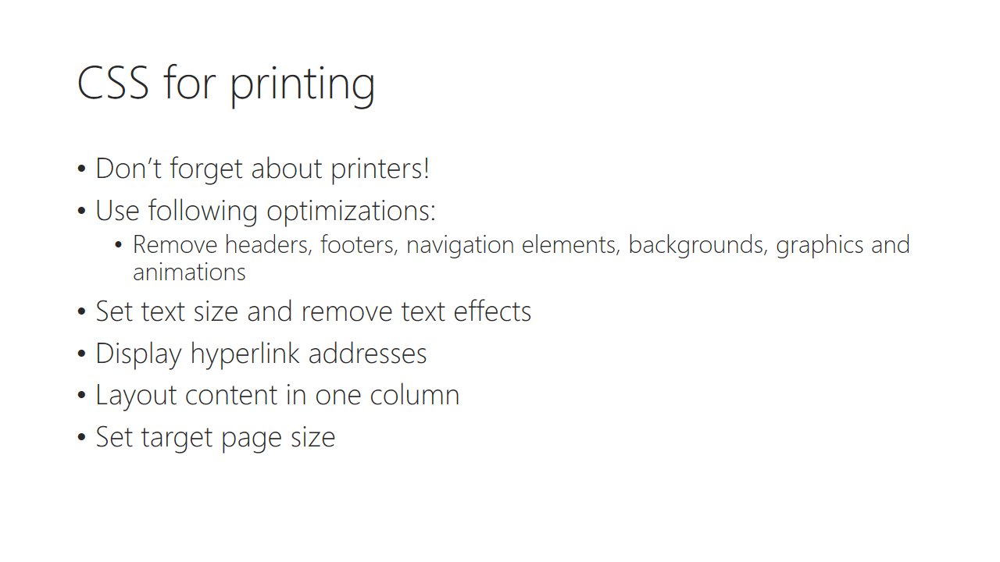 CSS for printing
• Don’t forget about printers!
• Use following optimizations:
• Remove headers, footers, navigation elements, backgrounds, graphics and
animations
• Set text size and remove text effects
• Display hyperlink addresses
• Layout content in one column
• Set target page size